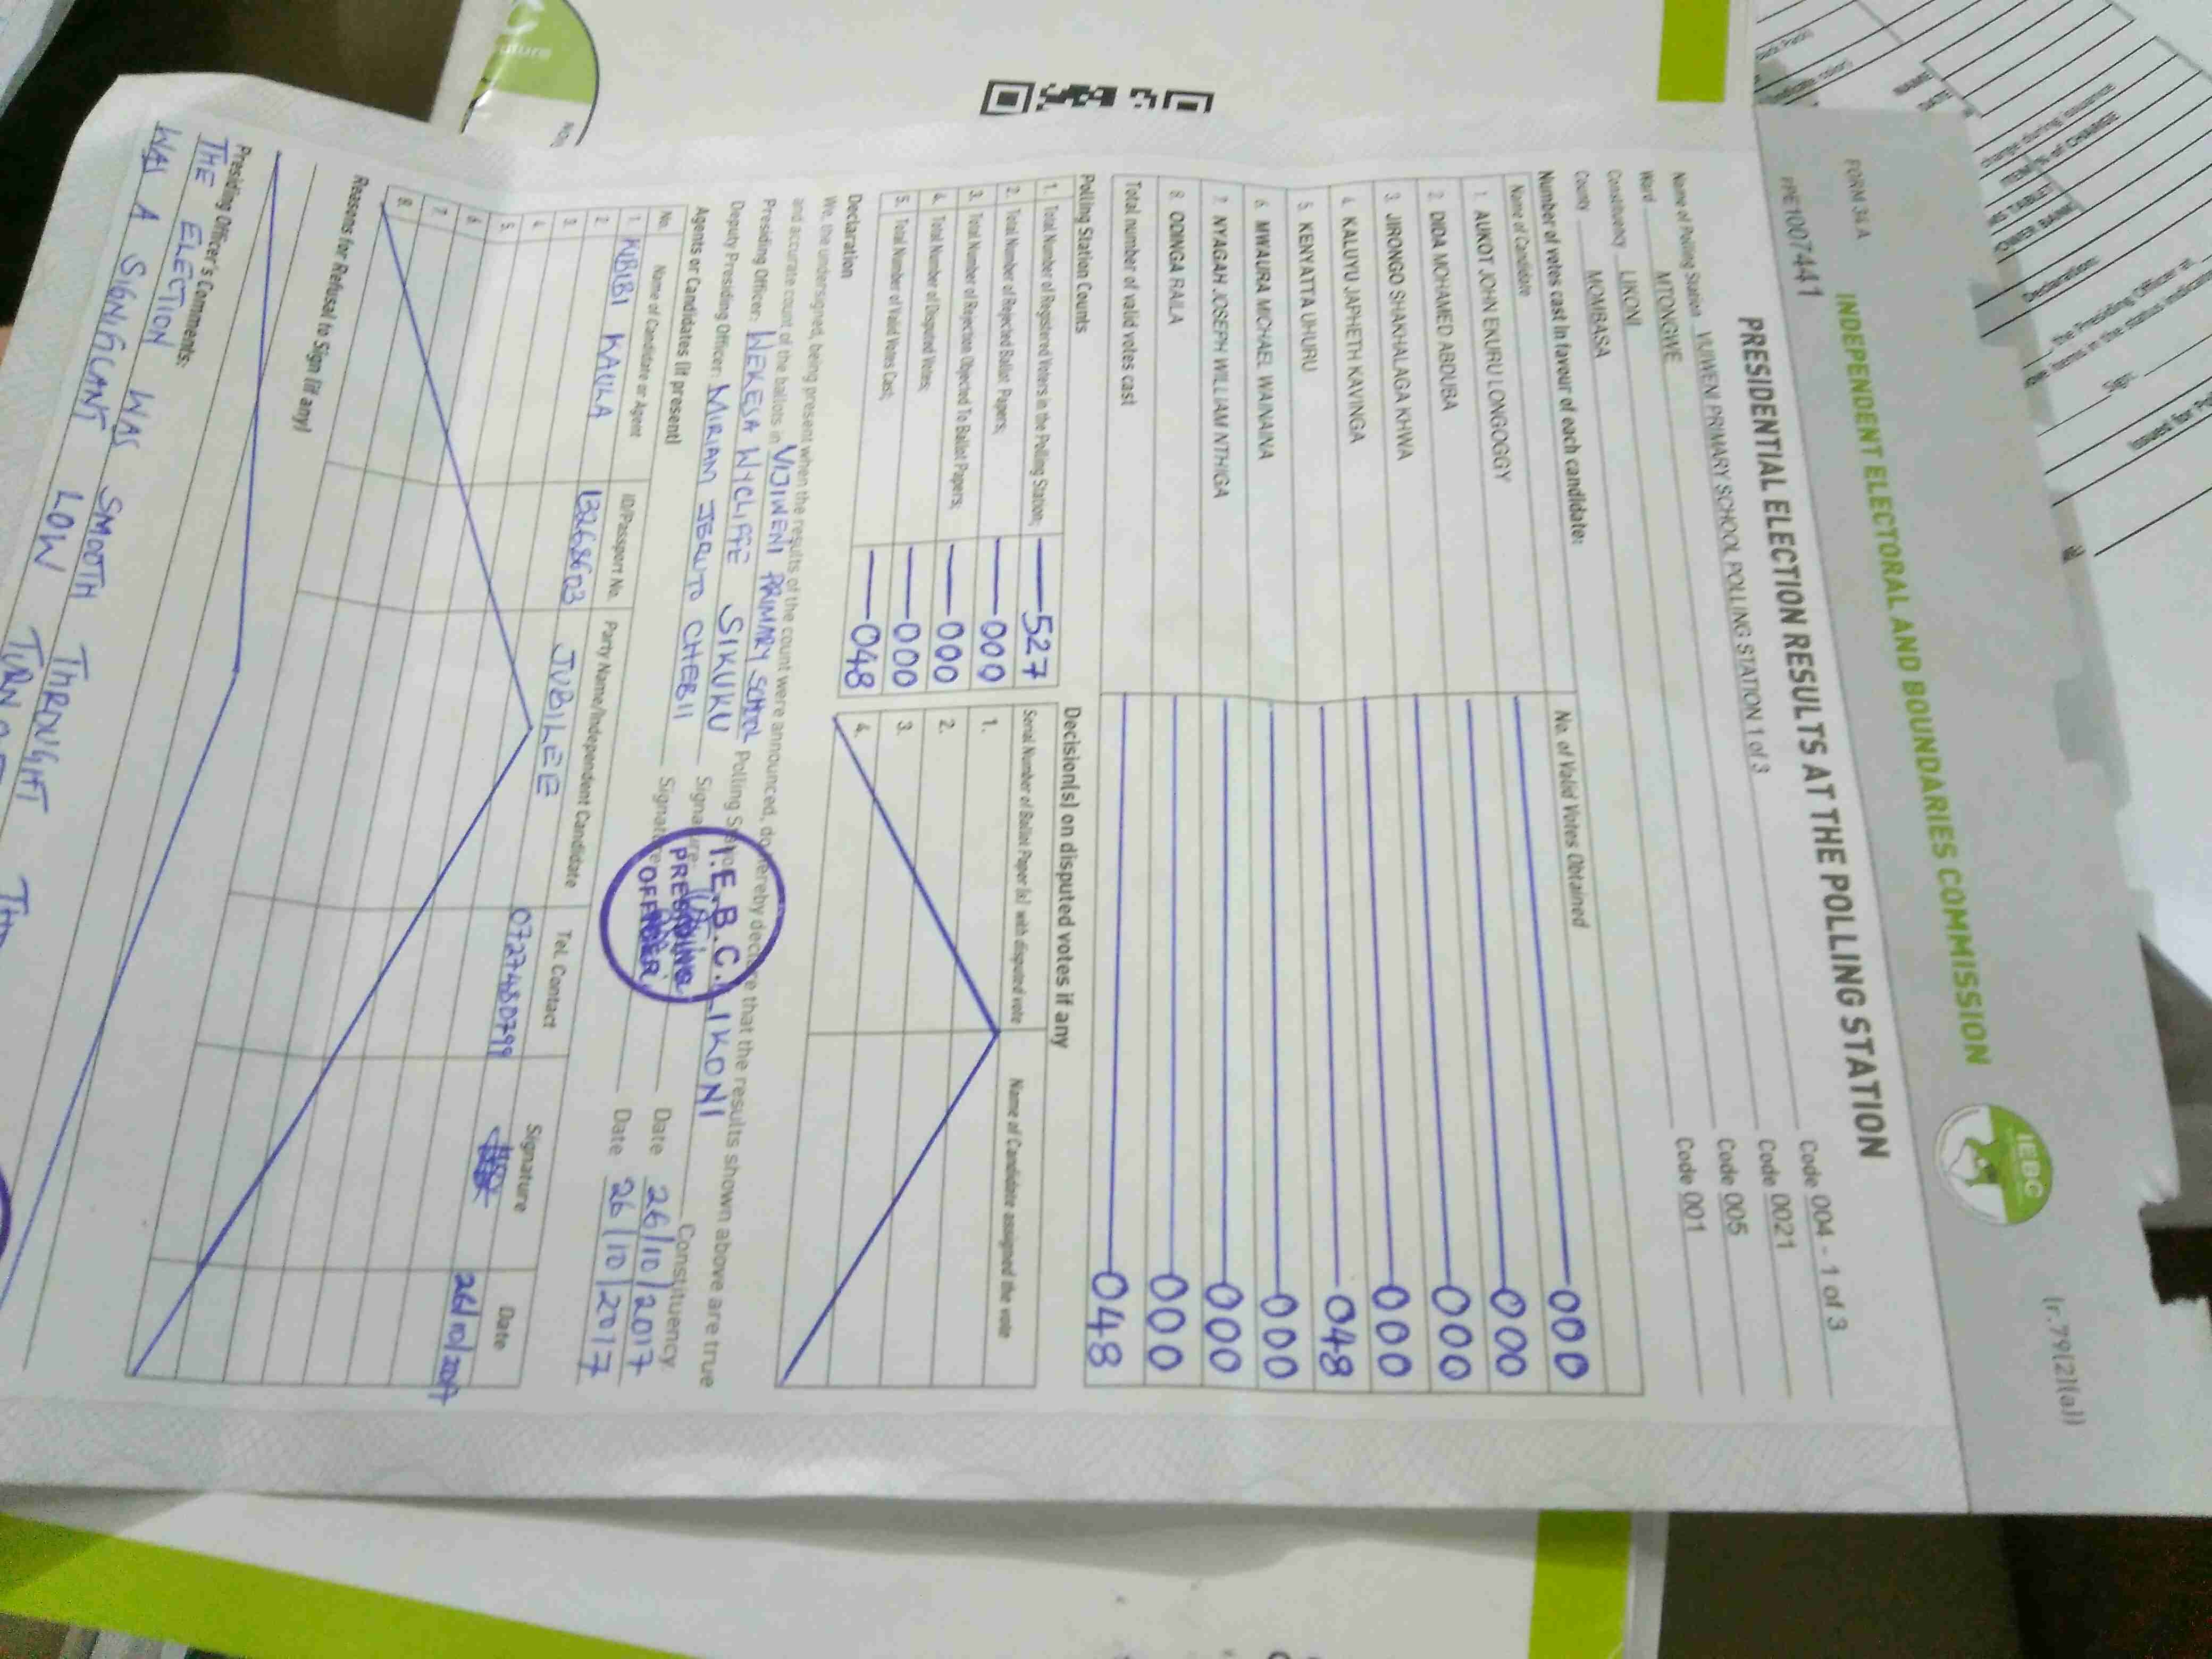 FORM 34A
(r.79(2)(a))
INDEPENDENT ELECTORAL AND BOUNDARIES COMMISSION
IEBC
PRESIDENTIAL ELECTION RESULTS AT THE POLLING STATION
Name of Polling Station VIJIWENI PRIMARY SCHOOL POLLING STATION 1 of 3 Code 004 - 1 of 3
Ward MTONGWE Code 0021
Constituency LIKONI Code 005
County MOMBASA Code 001
Number of votes cast in favour of each candidate:
Name of Candidate No. of Valid Votes Obtained
1. AUKOT JOHN EKURU LONGOGGY 000
2. DIDA MOHAMED ABDUBA 000
3. JIRONGO SHAKHALAGA KHWA 000
4. KALUYU JAPHETH KAVINGA 000
5. KENYATTA UHURU 048
6. MWAURA MICHAEL WAINAINA 000
7. NYAGAH JOSEPH WILLIAM NTHIGA 000
8. ODINGA RAILA 000
Total number of valid votes cast 048
Polling Station Counts
1. Total Number of Registered Voters in the Polling Station; 527
2. Total Number of Rejected Ballot Papers; 000
3. Total Number of Rejection Objected To Ballot Papers; 000
4. Total Number of Disputed Votes; 000
5. Total Number of Valid Votes Cast; 048
Decision(s) on disputed votes if any
Serial Number of Ballot Paper (s) with disputed vote Name of Candidate assigned the vote
1.
2.
3.
4.
Declaration
We, the undersigned, being present when the results of the count were announced, do hereby declare that the results shown above are true
and accurate count of the ballots in VIJIWENI PRIMARY SCHOOL Polling Station LIKONI Constituency
Presiding Officer: WEKESA WYCLIFFE SIKUKU Signature: Date 26/10/2017
Deputy Presiding Officer: MIRIAM JERUTO CHEBII Signature Date 26/10/2017
I.E.B.C.
PRESIDING
OFFICER
Agents or Candidates (if present)
No. Name of Candidate or Agent ID/Passport No. Party Name/Independent Candidate Tel. Contact Signature Date
1. KIBIBI KAULA 13268603 JUBILEE 0727480799 26/10/2017
2.
3.
4.
5.
6.
7.
8.
Reasons for Refusal to Sign (if any)
Presiding Officer's Comments:
THE ELECTION WAS SMOOTH THROUGHT
WAS A SIGNIFICANT LOW TURN